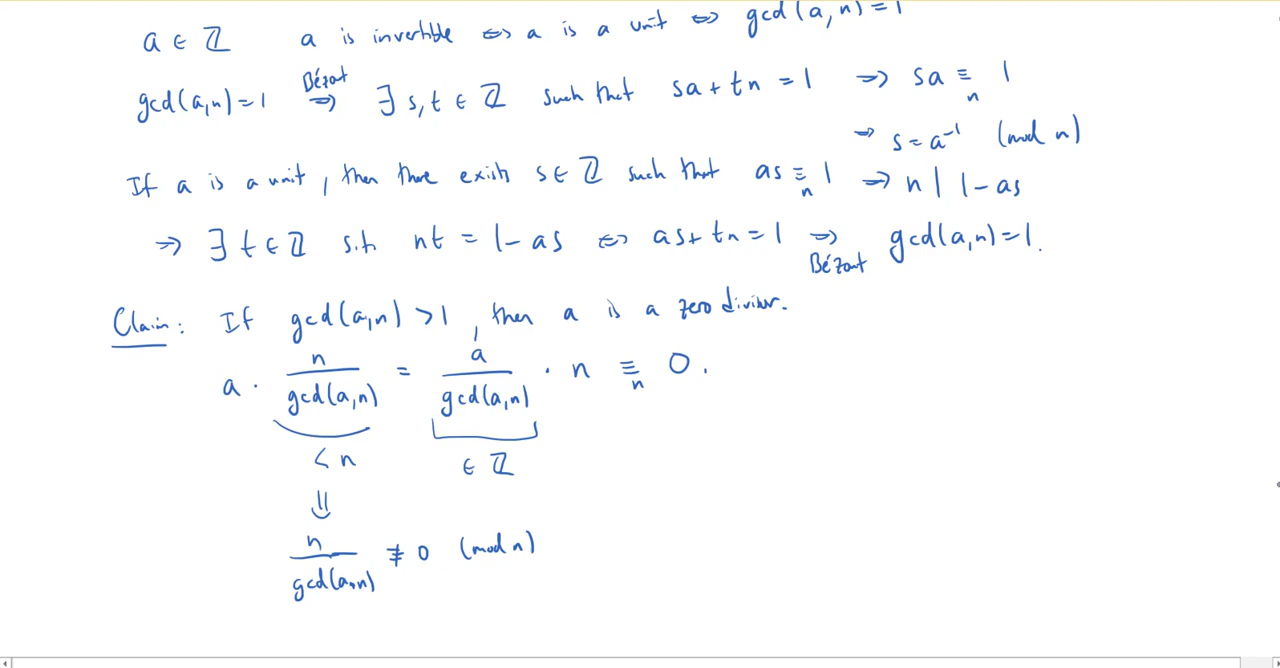 a ∈ ℤ a is invertible ⇔ a is a unit ⇔ gcd(a,n)=1
gcd(a,n)=1 Bézout ⇒ ∃ s,t ∈ ℤ such that sa + tn = 1 ⇒ sa ≡ₙ 1
⇒ s = a⁻¹ (mod n)
If a is a unit, then there exists s ∈ ℤ such that as ≡ₙ 1 ⇒ n | 1-as
⇒ ∃ t ∈ ℤ s.t. nt = 1-as ⇔ as + tn = 1 ⇒ Bézout gcd(a,n)=1.
Claim: If gcd(a,n) > 1, then a is a zero divisor.
a · n/gcd(a,n) = a/gcd(a,n) · n ≡ₙ 0.
< n ∈ ℤ
⇓
n/gcd(a,n) ≢ 0 (mod n)